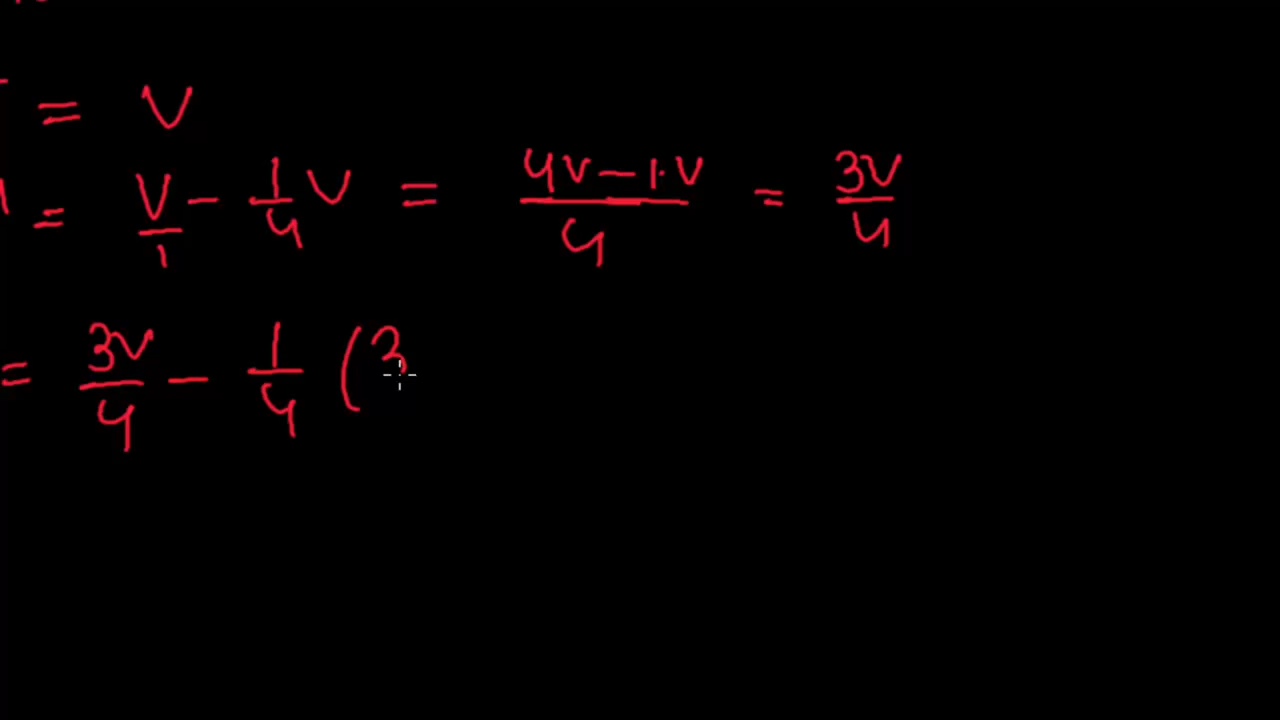 = V
= V/1 - 1/4 V = 4V - 1.V/4 = 3V/4
= 3V/4 - 1/4 (3